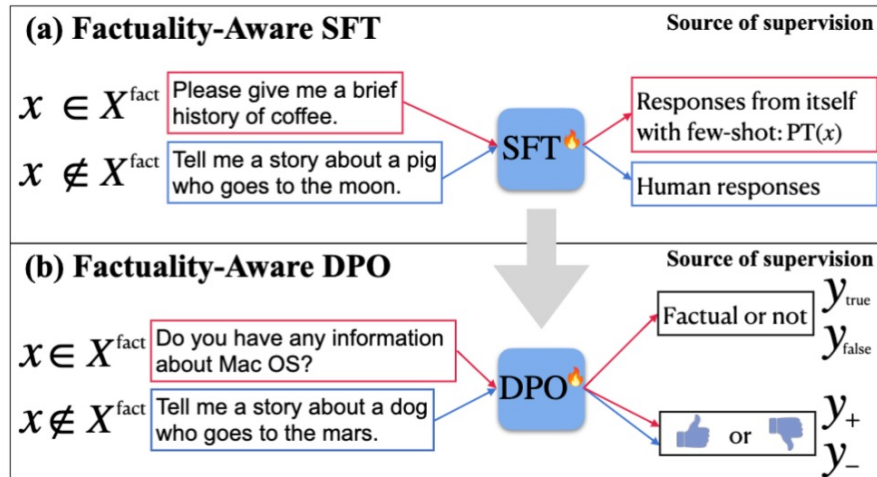 (a) Factuality-Aware SFT
Source of supervision
x ∈ X^fact
Please give me a brief
history of coffee.
x ∉ X^fact
Tell me a story about a pig
who goes to the moon.
SFT
Responses from itself
with few-shot: PT(x)
Human responses
(b) Factuality-Aware DPO
Source of supervision
x ∈ X^fact
Do you have any information
about Mac OS?
x ∉ X^fact
Tell me a story about a dog
who goes to the mars.
DPO
Factual or not
y_true
y_false
or
y_+
y_−